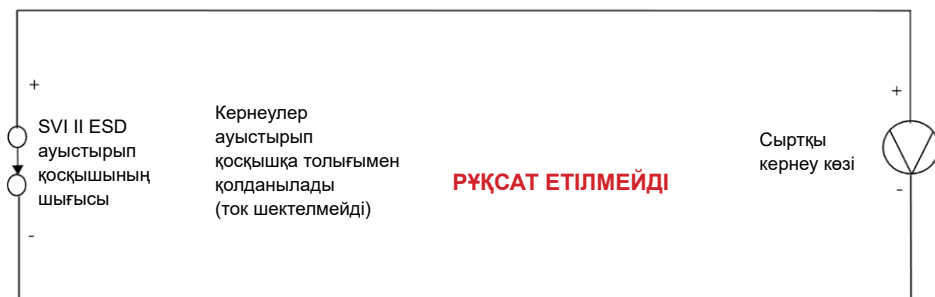 +
SVI II ESD
ауыстырып
қосқышының
шығысы
-
Кернеулер
ауыстырып
қосқышқа толығымен
қолданылады
(ток шектелмейді)
РҰҚСАТ ЕТІЛМЕЙДІ
Сыртқы
кернеу көзі
+
-